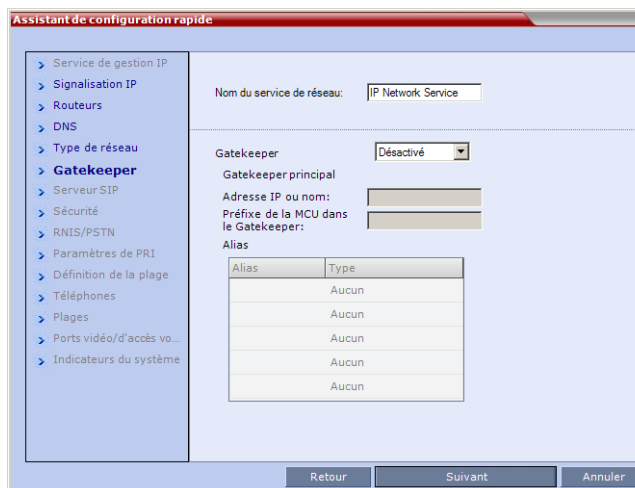 Assistant de configuration rapide
Service de gestion IP
Signalisation IP
Routeurs
DNS
Type de réseau
Gatekeeper
Serveur SIP
Sécurité
RNIS/PSTN
Paramètres de PRI
Définition de la plage
Téléphones
Plages
Ports vidéo/d'accès vo...
Indicateurs du système
Nom du service de réseau: IP Network Service
Gatekeeper Désactivé
Gatekeeper principal
Adresse IP ou nom:
Préfixe de la MCU dans
le Gatekeeper:
Alias
Alias Type
Aucun
Aucun
Aucun
Aucun
Aucun
Retour Suivant Annuler